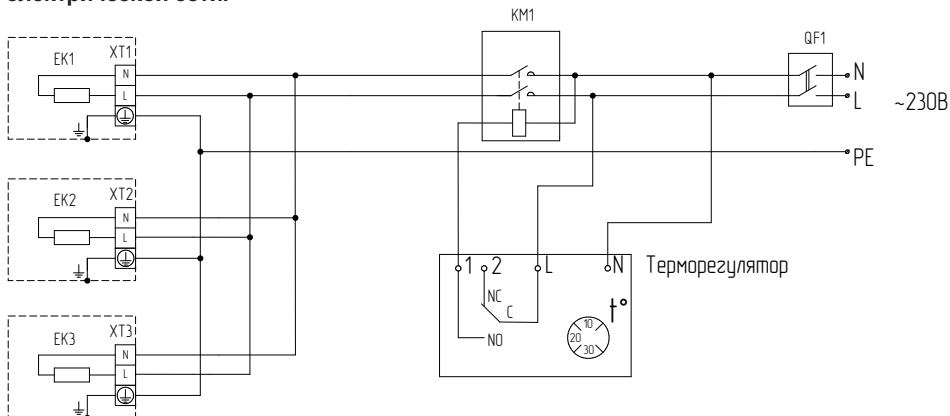 KM1
QF1
EK1
XT1
N
L
N
L
~230В
PE
EK2
XT2
N
L
1
2
L
N
Терморегулятор
NC
C
NO
t°
10
20
30
EK3
XT3
N
L